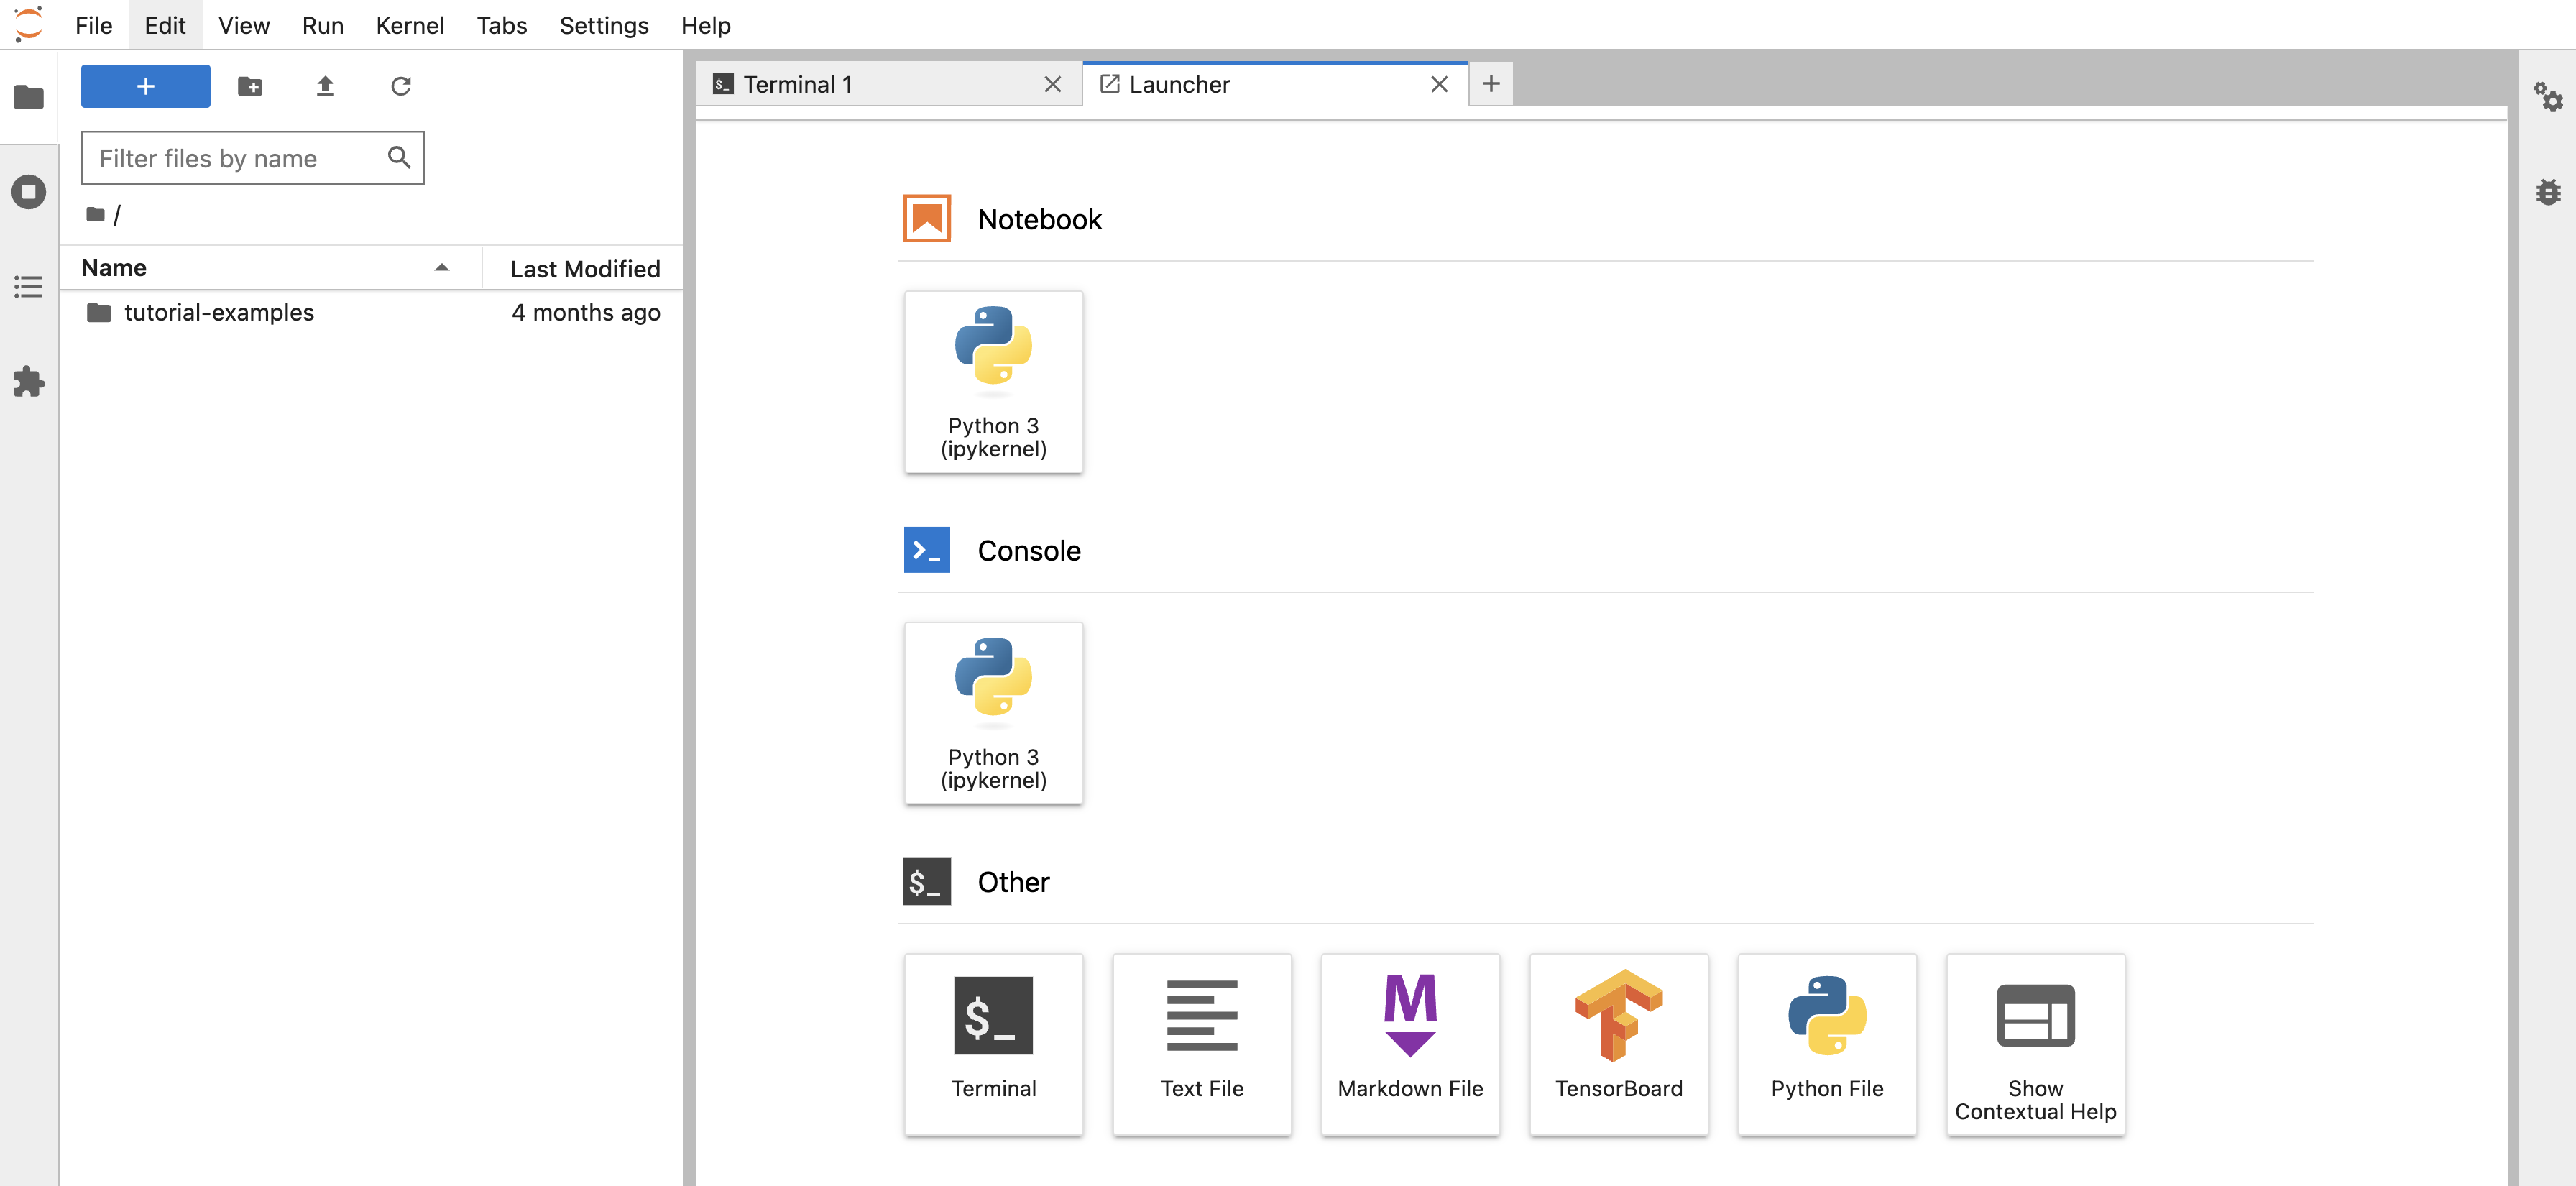 File Edit View Run Kernel Tabs Settings Help
+
Filter files by name
/
Name Last Modified
tutorial-examples 4 months ago
$_ Terminal 1 Launcher +
Notebook
Python 3
(ipykernel)
>_ Console
Python 3
(ipykernel)
$_ Other
$_
Terminal
Text File
M
Markdown File
TensorBoard
Python File
Show
Contextual Help